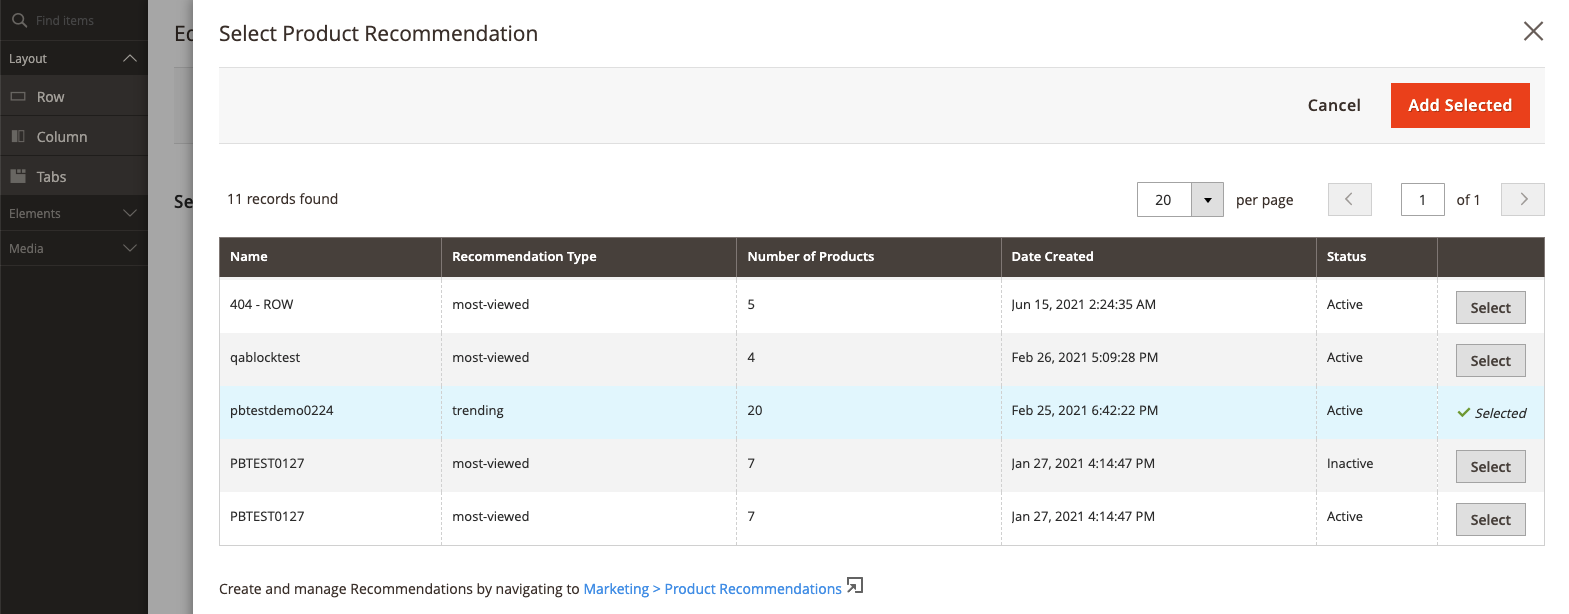 Find items
Layout
Row
Column
Tabs
Elements
Media
Ed
Se
Select Product Recommendation
Cancel
Add Selected
11 records found
20
per page
1
of 1
Name Recommendation Type Number of Products Date Created Status
404 - ROW most-viewed 5 Jun 15, 2021 2:24:35 AM Active Select
qablocktest most-viewed 4 Feb 26, 2021 5:09:28 PM Active Select
pbtestdemo0224 trending 20 Feb 25, 2021 6:42:22 PM Active Selected
PBTEST0127 most-viewed 7 Jan 27, 2021 4:14:47 PM Inactive Select
PBTEST0127 most-viewed 7 Jan 27, 2021 4:14:47 PM Active Select
Create and manage Recommendations by navigating to Marketing > Product Recommendations